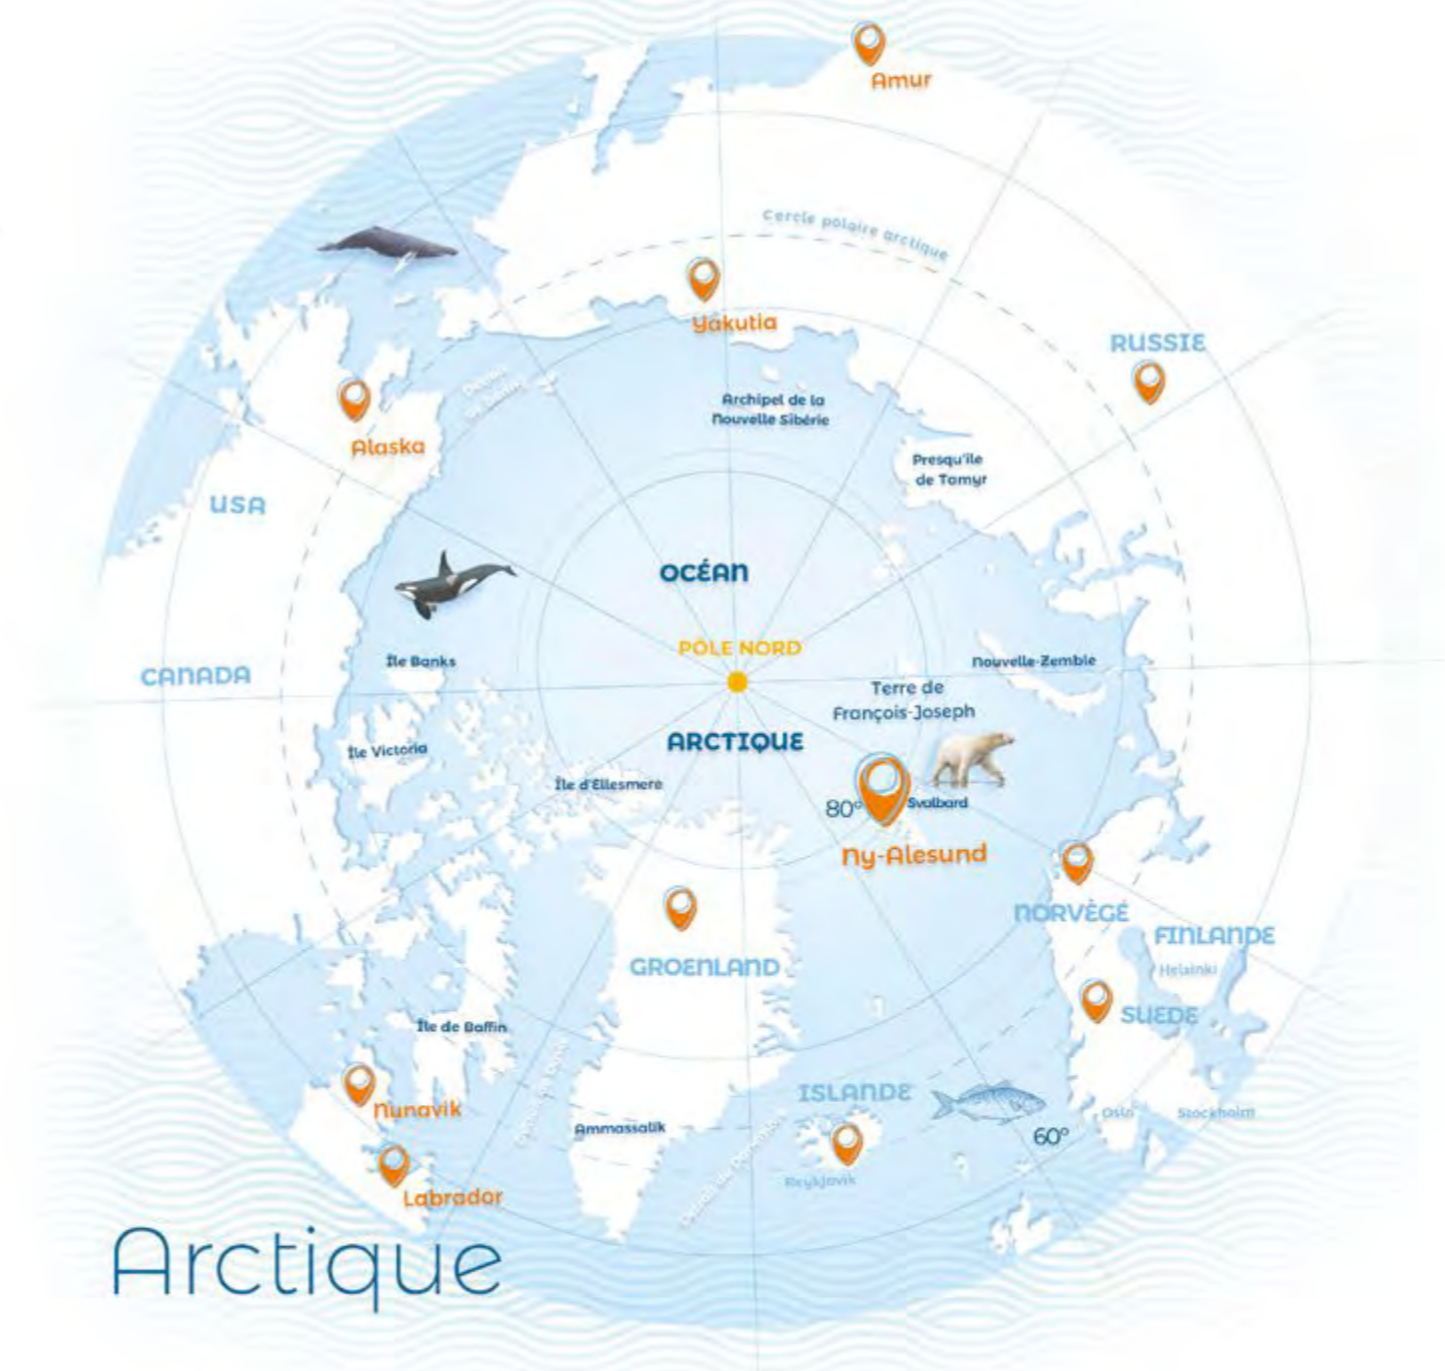 Amur
Cercle polaire arctique
Yakutia
RUSSIE
Archipel de la
Nouvelle Sibérie
Alaska
Presqu'île
de Tamyr
USA
OCÉAN
PÔLE NORD
Île Banks
Nouvelle-Zemble
CANADA
Terre de
François-Joseph
ARCTIQUE
Île Victoria
Île d'Ellesmere
80°
Svalbard
Ny-Alesund
NORVÈGE
FINLANDE
Helsinki
GROENLAND
SUEDE
Île de Baffin
ISLANDE
Nunavik
Oslo
Stockholm
Ammassalik
60°
Reykjavik
Labrador
Arctique